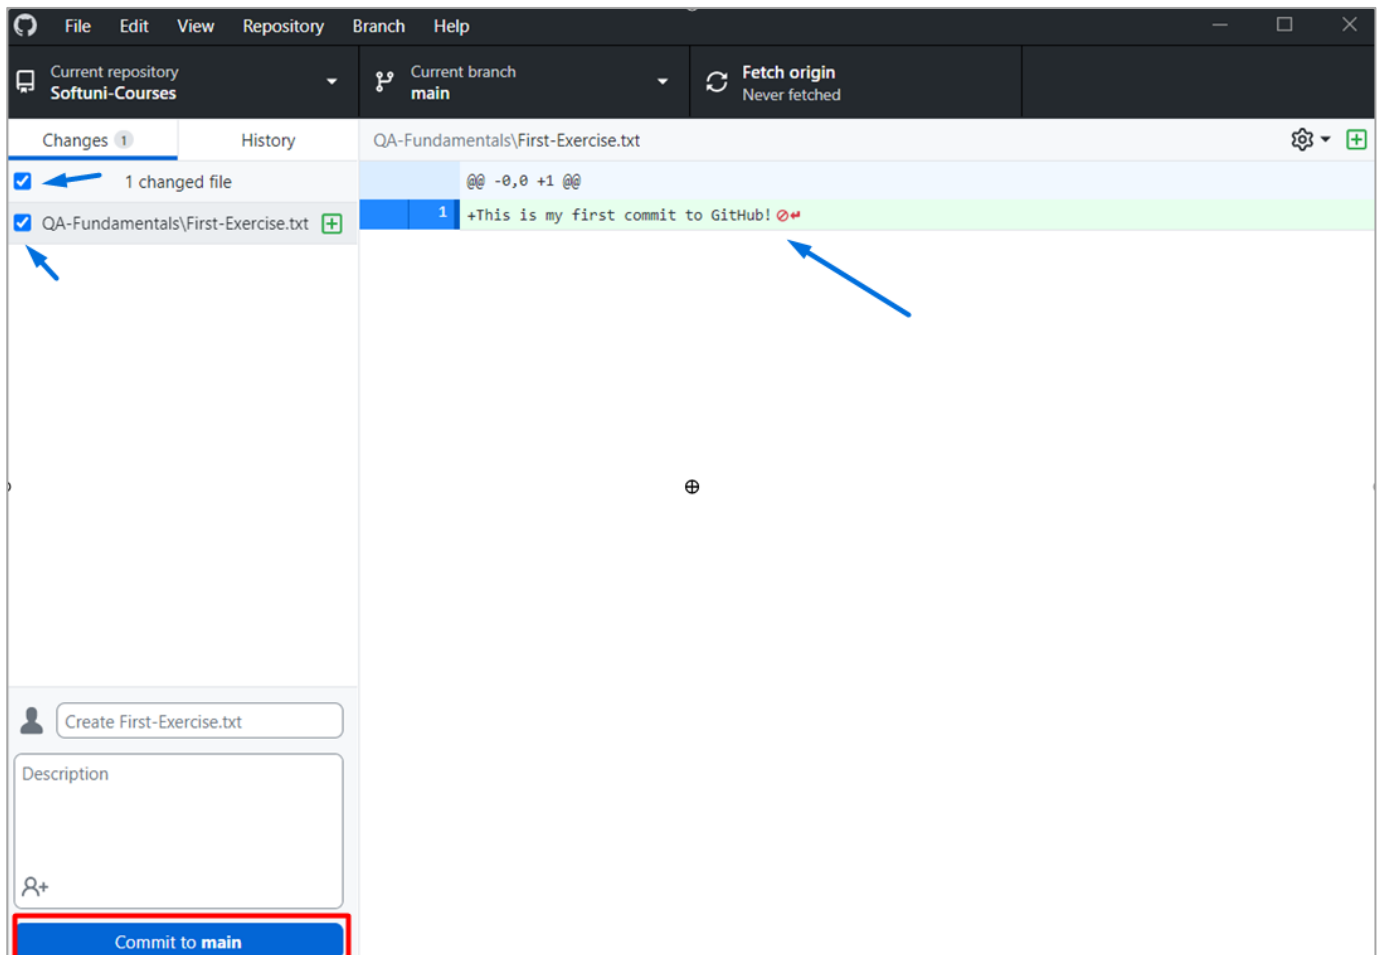 File Edit View Repository Branch Help
Current repository
Softuni-Courses
Current branch
main
Fetch origin
Never fetched
Changes 1
History
QA-Fundamentals\First-Exercise.txt
1 changed file
@@ -0,0 +1 @@
QA-Fundamentals\First-Exercise.txt
1 +This is my first commit to GitHub!
Create First-Exercise.txt
Description
Commit to main